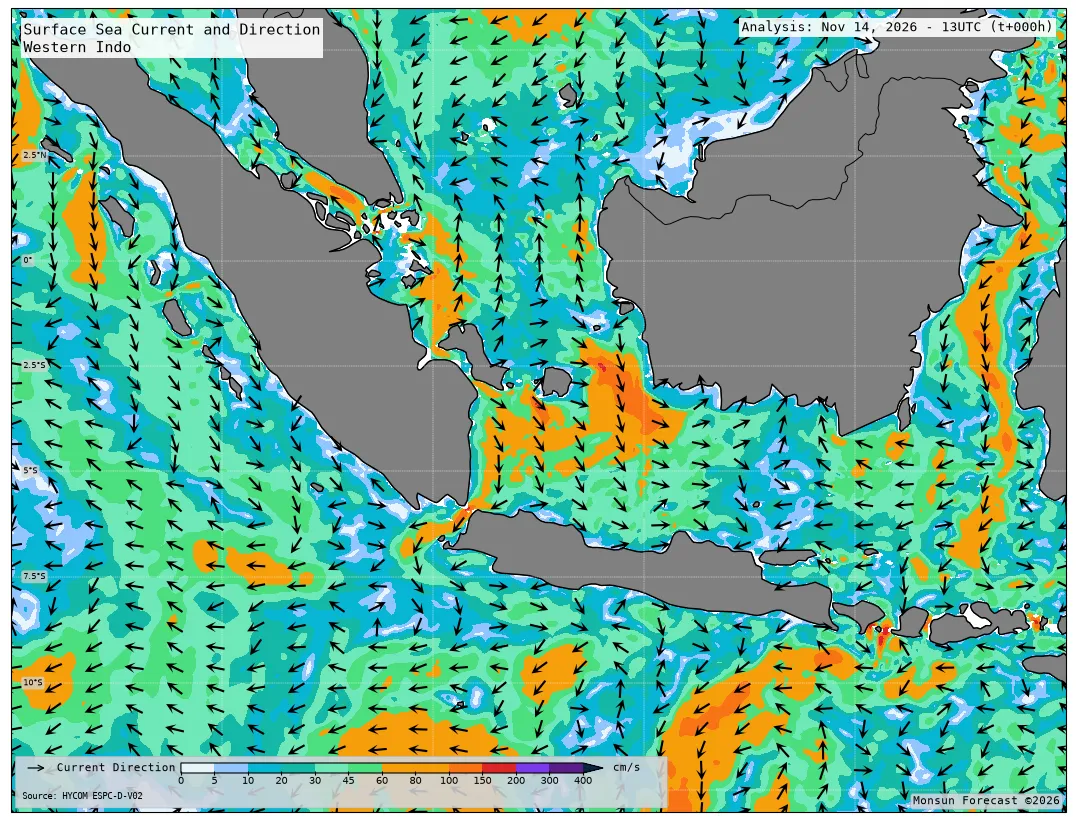 Surface Sea Current and Direction
Western Indo
Analysis: Nov 14, 2026 - 13UTC (t+000h)
2.5°N
0°
2.5°S
5°S
7.5°S
10°S
Current Direction
cm/s
0 5 10 20 30 45 60 80 100 150 200 300 400
Source: HYCOM ESPC-D-V02
Monsun Forecast ©2026